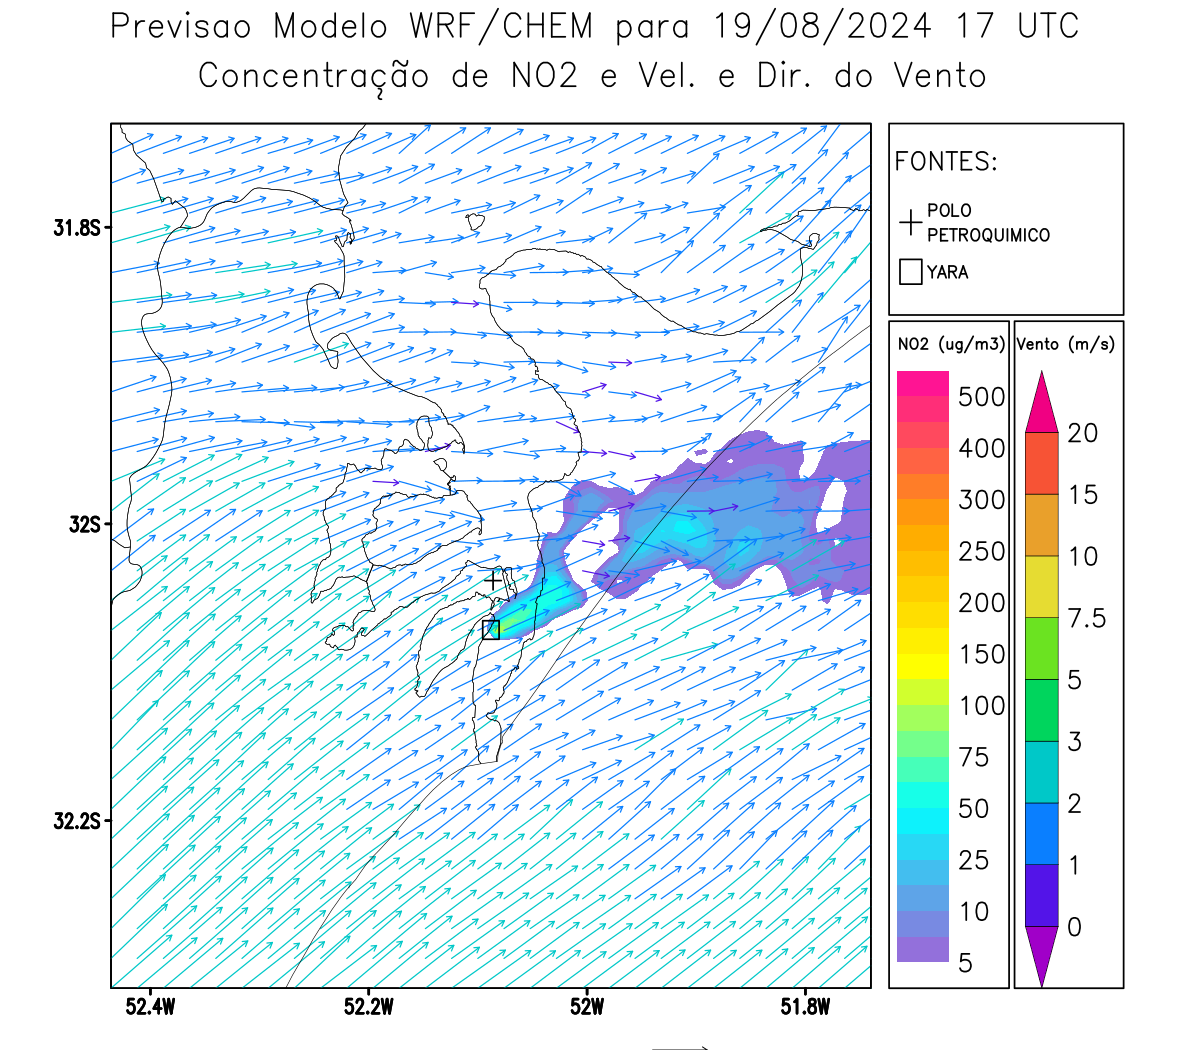 Previsao Modelo WRF/CHEM para 19/08/2024 17 UTC
Concentração de NO2 e Vel. e Dir. do Vento
FONTES:
POLO
PETROQUIMICO
YARA
NO2 (ug/m3)
500
400
300
250
200
150
100
75
50
25
10
5
Vento (m/s)
20
15
10
7.5
5
3
2
1
0
31.8S
32S
32.2S
52.4W
52.2W
52W
51.8W